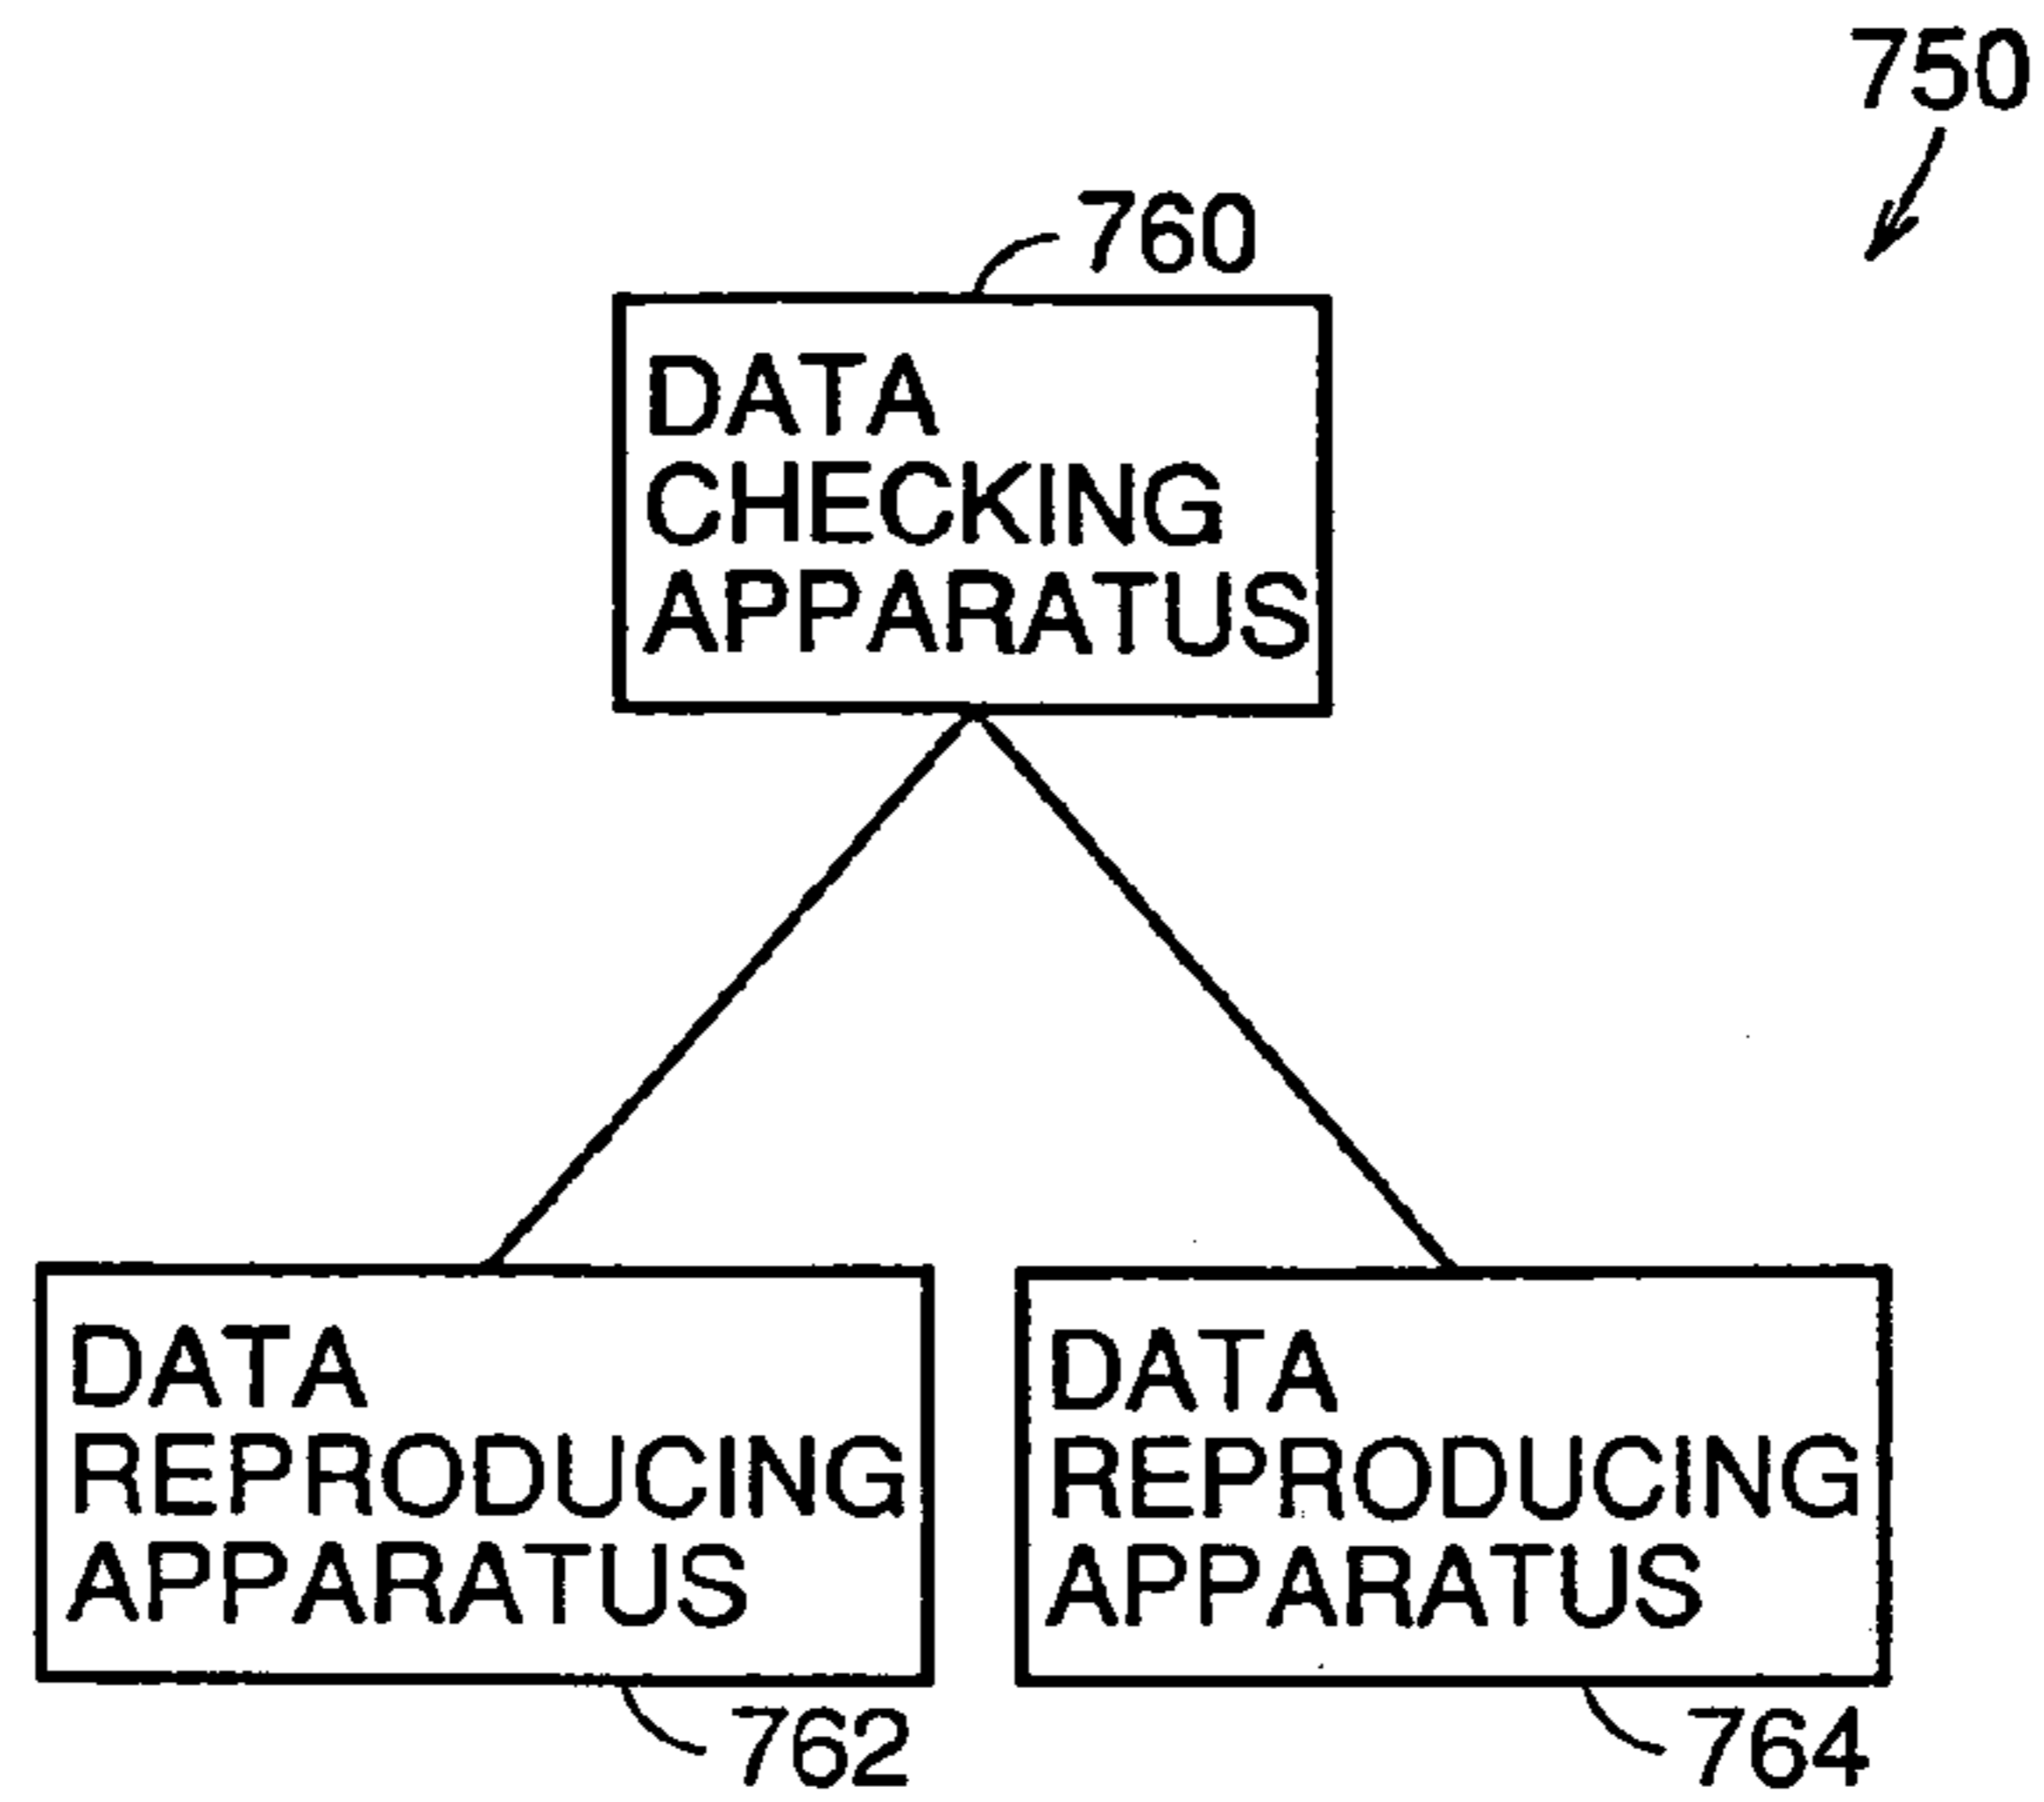 750
760
DATA
CHECKING
APPARATUS
DATA
REPRODUCING
APPARATUS
762
DATA
REPRODUCING
APPARATUS
764